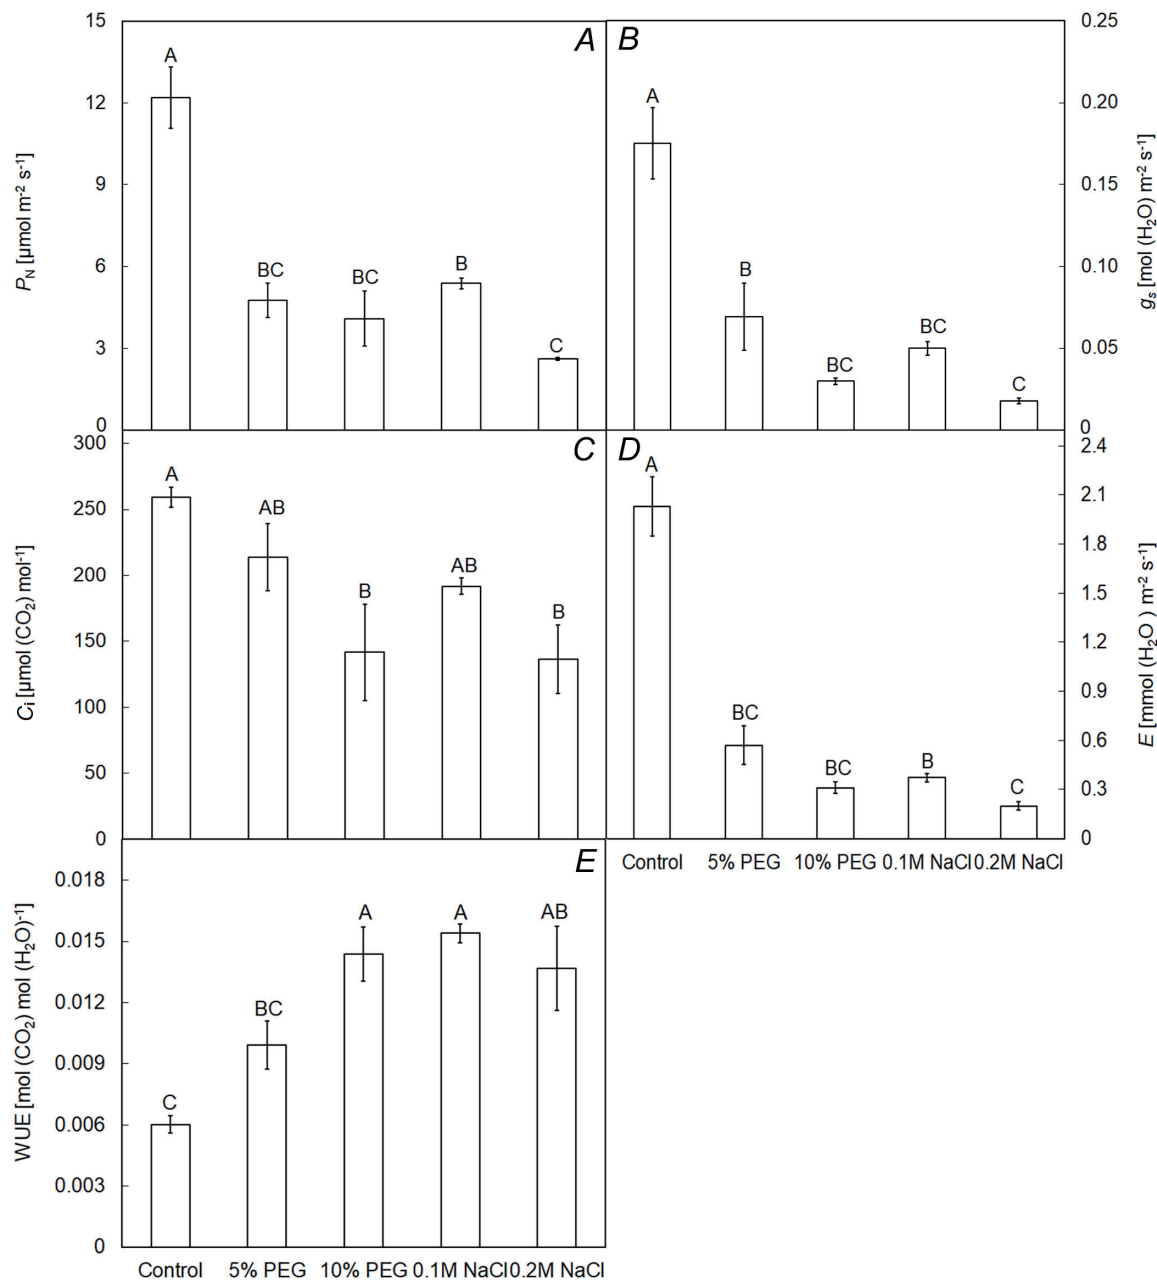 A
B
C
D
E
P_N [µmol m⁻² s⁻¹]
15
12
9
6
3
0
A
BC
BC
B
C
g_s [mol (H₂O) m⁻² s⁻¹]
0.25
0.20
0.15
0.10
0.05
0
A
B
BC
BC
C
C_i [µmol (CO₂) mol⁻¹]
300
250
200
150
100
50
0
A
AB
B
AB
B
E [mmol (H₂O ) m⁻² s⁻¹]
2.4
2.1
1.8
1.5
1.2
0.9
0.6
0.3
0
A
BC
BC
B
C
Control 5% PEG 10% PEG 0.1M NaCl 0.2M NaCl
WUE [mol (CO₂) mol (H₂O)⁻¹]
0.018
0.015
0.012
0.009
0.006
0.003
0
C
BC
A
A
AB
Control 5% PEG 10% PEG 0.1M NaCl 0.2M NaCl